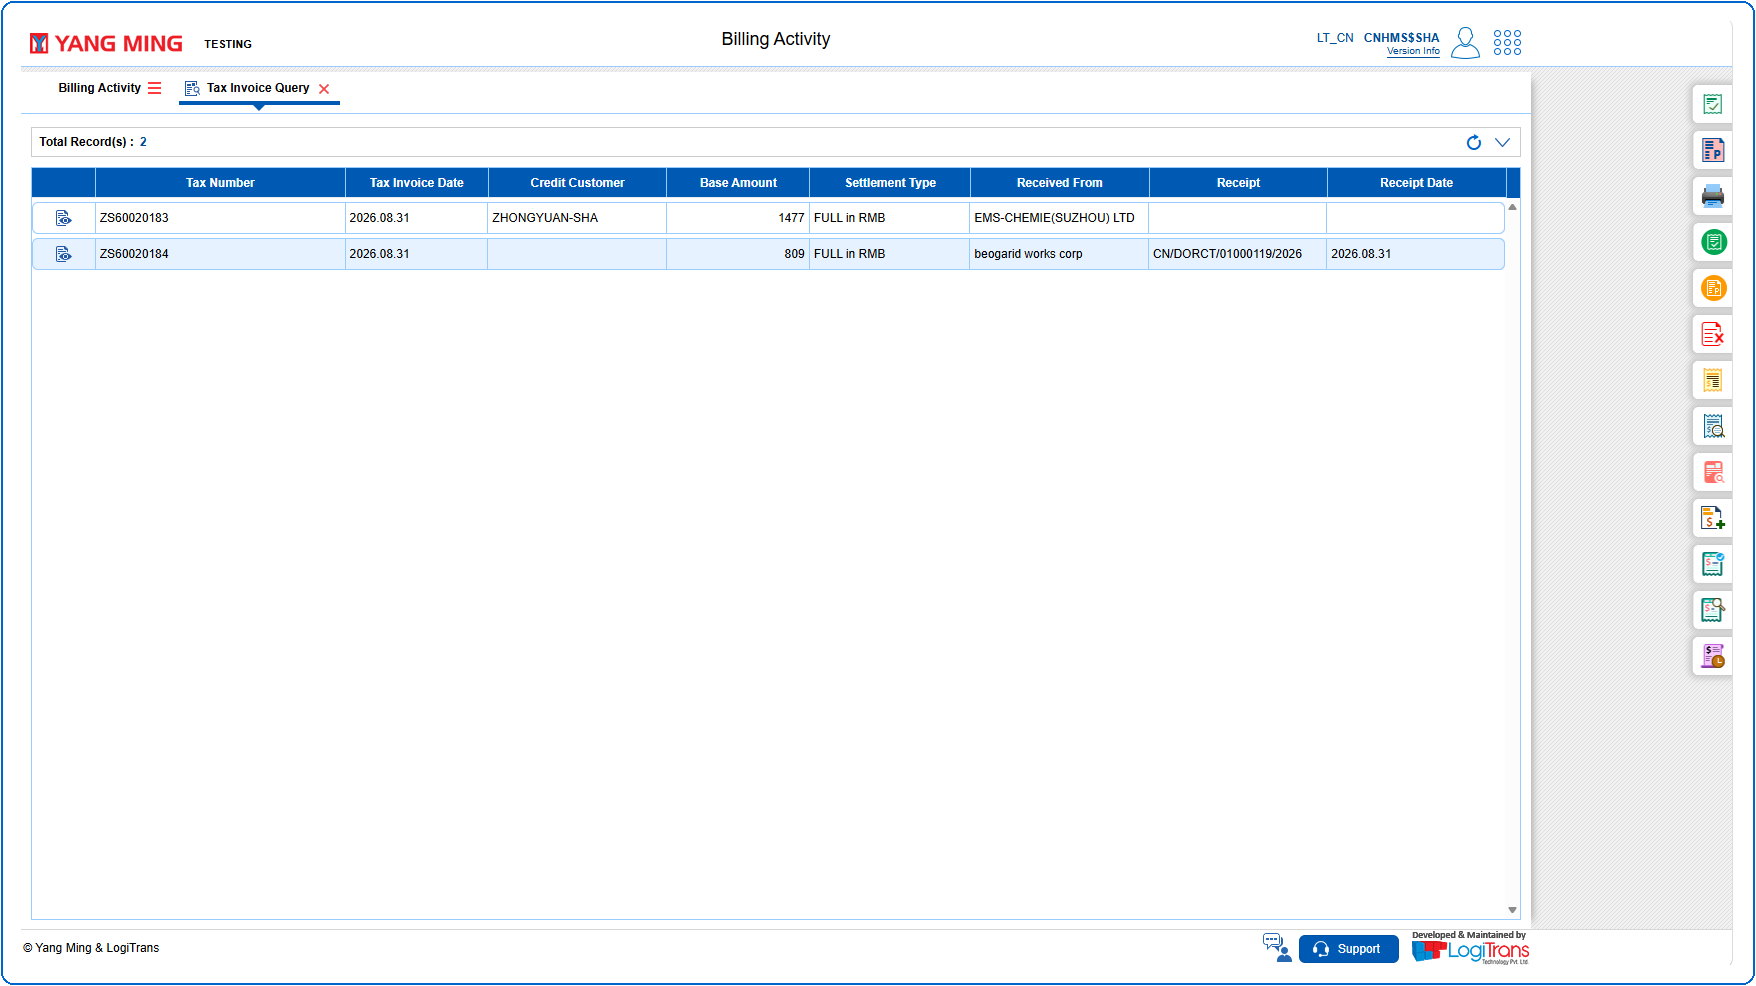 YANG MING TESTING
Billing Activity
LT_CN CNHMS$SHA
Version Info
Billing Activity
Tax Invoice Query
Total Record(s) : 2
Tax Number Tax Invoice Date Credit Customer Base Amount Settlement Type Received From Receipt Receipt Date
ZS60020183 2026.08.31 ZHONGYUAN-SHA 1477 FULL in RMB EMS-CHEMIE(SUZHOU) LTD
ZS60020184 2026.08.31 809 FULL in RMB beogarid works corp CN/DORCT/01000119/2026 2026.08.31
© Yang Ming & LogiTrans
Support
Developed & Maintained by
LogiTrans
Technology Pvt. Ltd.